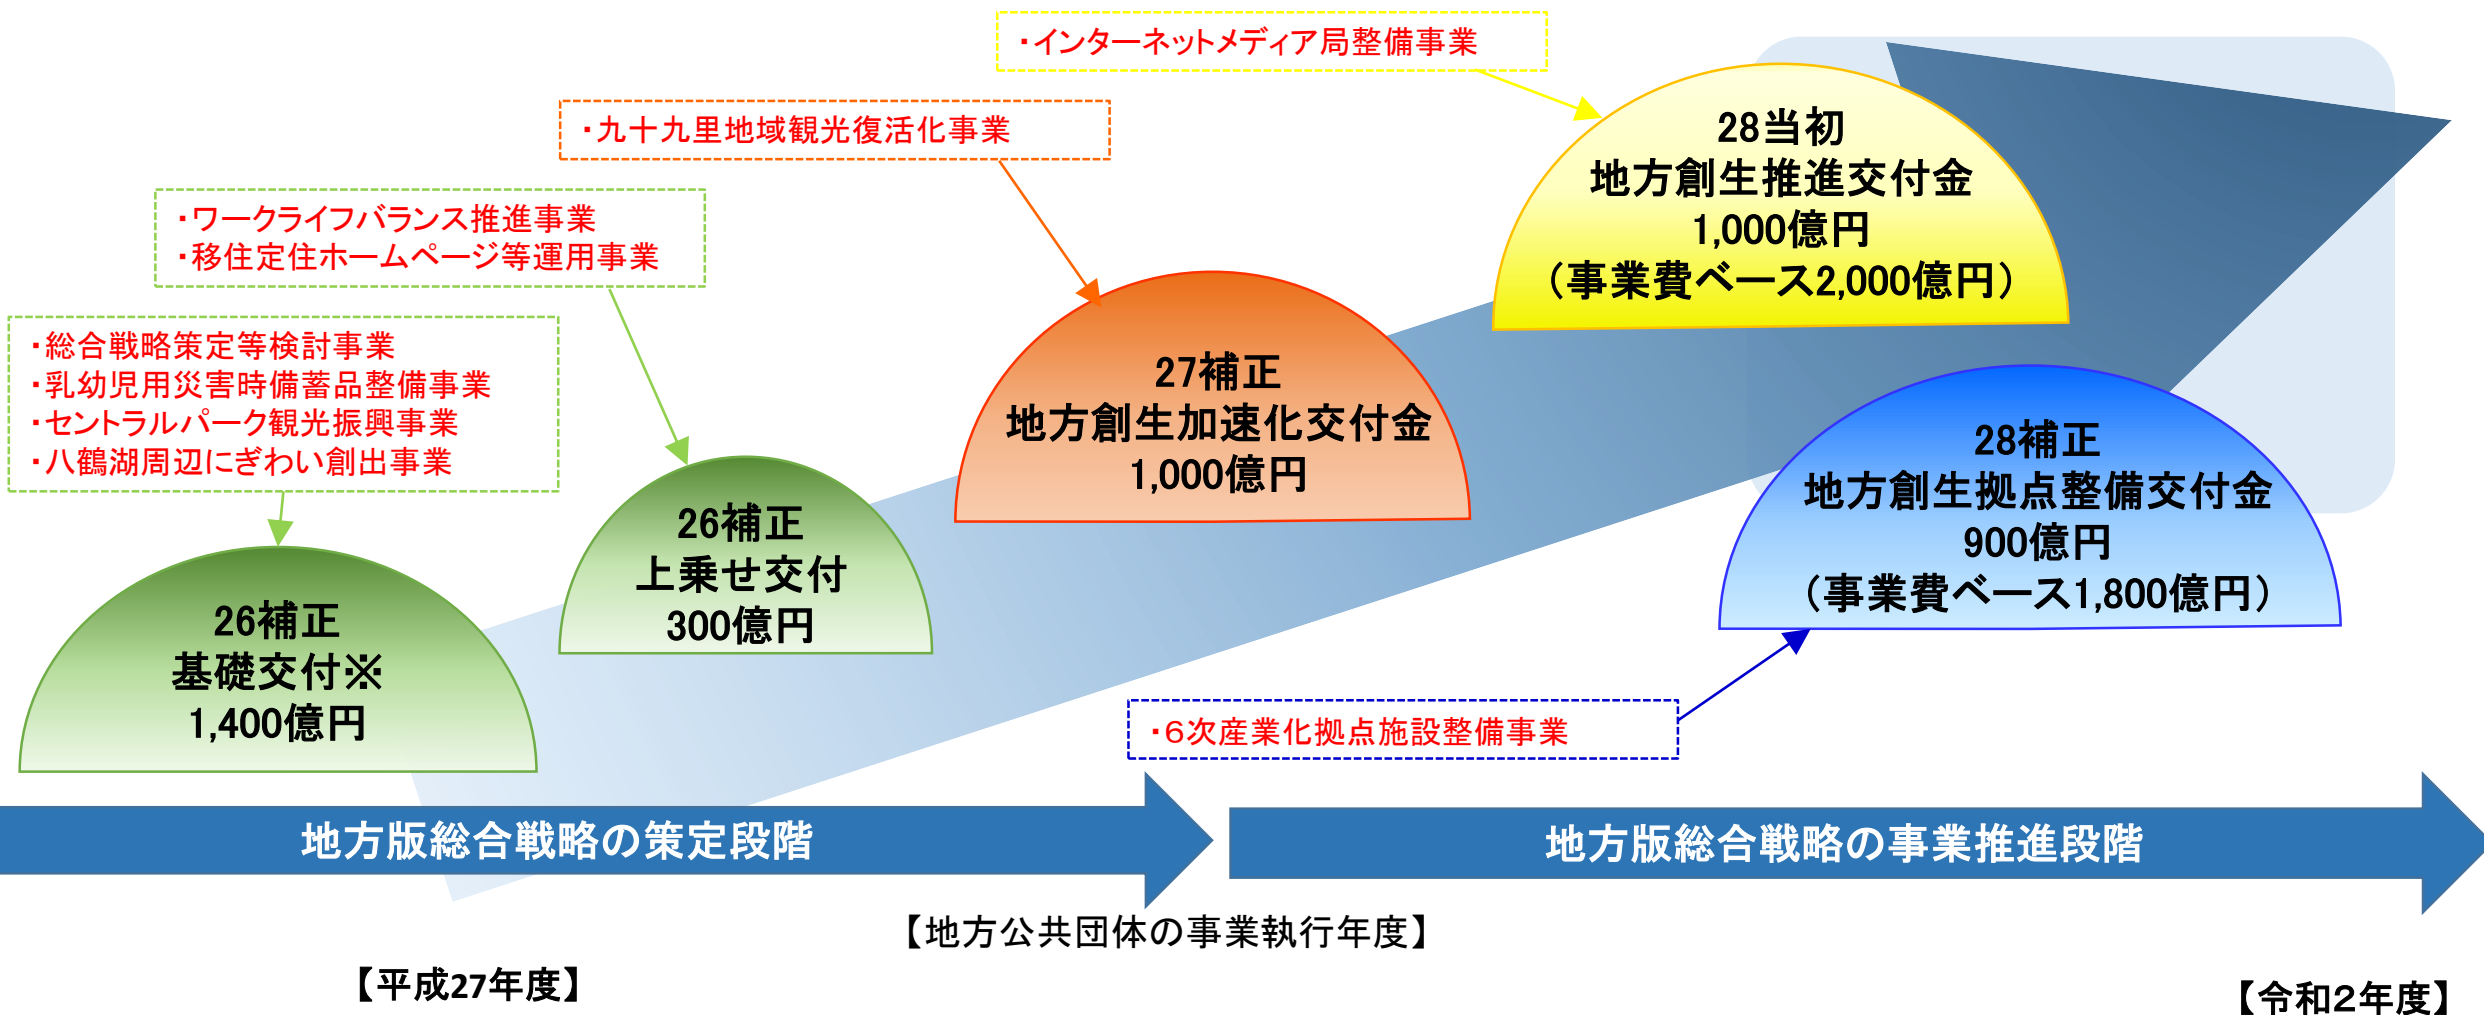 ・インターネットメディア局整備事業
・九十九里地域観光復活化事業
・ワークライフバランス推進事業
・移住定住ホームページ等運用事業
・総合戦略策定等検討事業
・乳幼児用災害時備蓄品整備事業
・セントラルパーク観光振興事業
・八鶴湖周辺にぎわい創出事業
26補正
基礎交付※
1,400億円
26補正
上乗せ交付
300億円
27補正
地方創生加速化交付金
1,000億円
28当初
地方創生推進交付金
1,000億円
（事業費ベース2,000億円）
28補正
地方創生拠点整備交付金
900億円
（事業費ベース1,800億円）
・６次産業化拠点施設整備事業
地方版総合戦略の策定段階
地方版総合戦略の事業推進段階
【地方公共団体の事業執行年度】
【平成27年度】
【令和２年度】